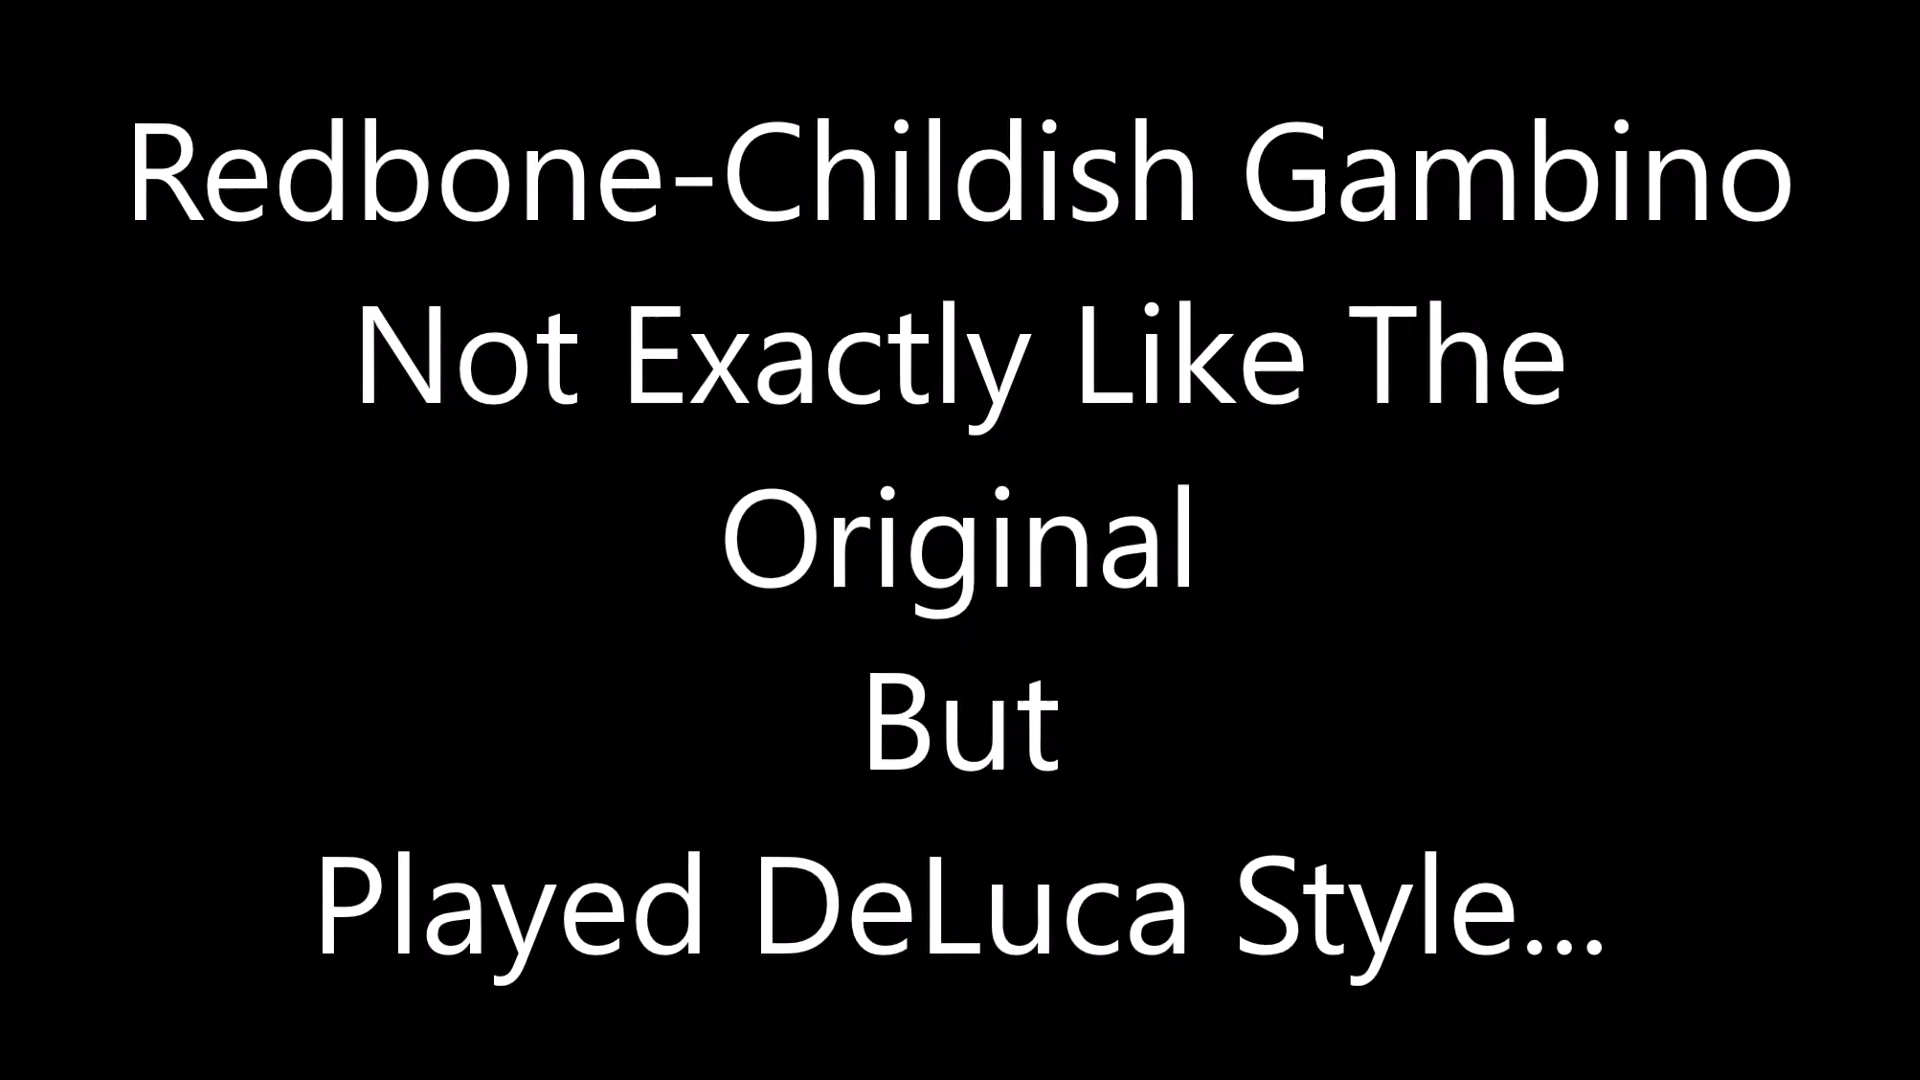 Redbone-Childish Gambino
Not Exactly Like The
Original
But
Played DeLuca Style...